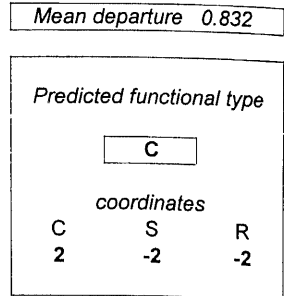 Mean departure 0.832
Predicted functional type
C
coordinates
C S R
2 -2 -2